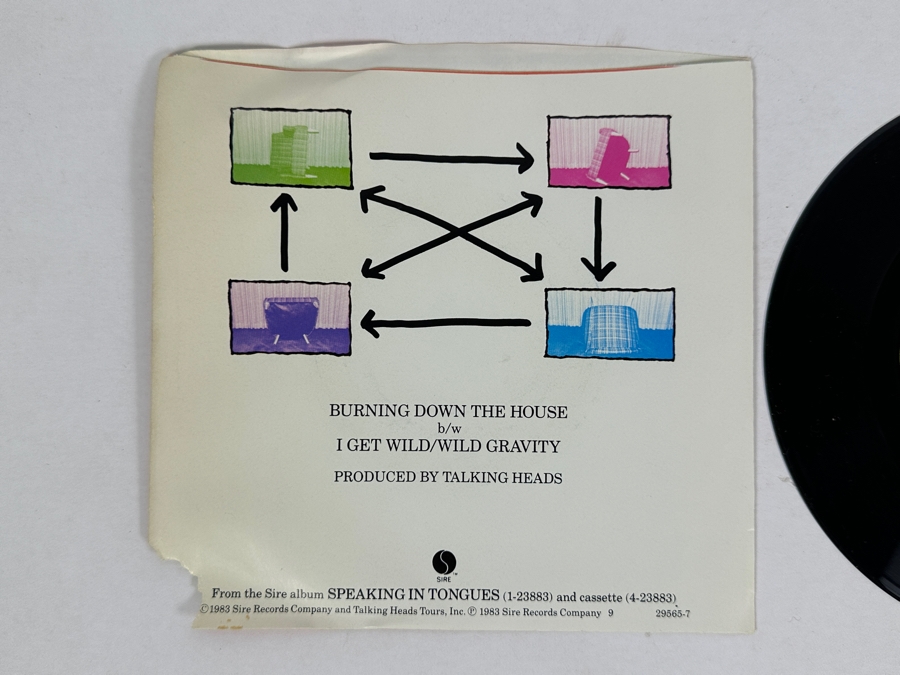 BURNING DOWN THE HOUSE
b/w
I GET WILD/WILD GRAVITY
PRODUCED BY TALKING HEADS
SIRE
From the Sire album SPEAKING IN TONGUES (1-23883) and cassette (4-23883)
©1983 Sire Records Company and Talking Heads Tours, Inc. ℗ 1983 Sire Records Company 9 29565-7